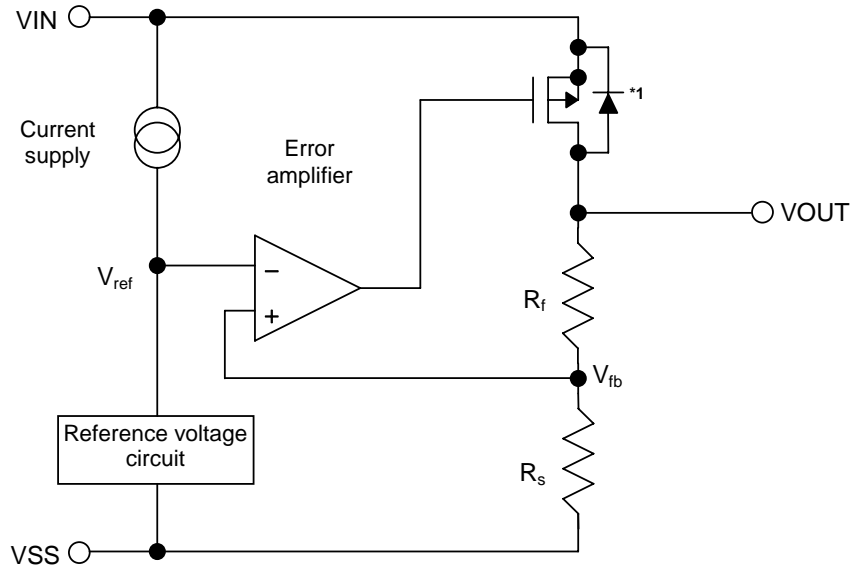 VIN
*1
Current
supply
Error
amplifier
VOUT
Vref
−
+
Rf
Vfb
Reference voltage
circuit
Rs
VSS